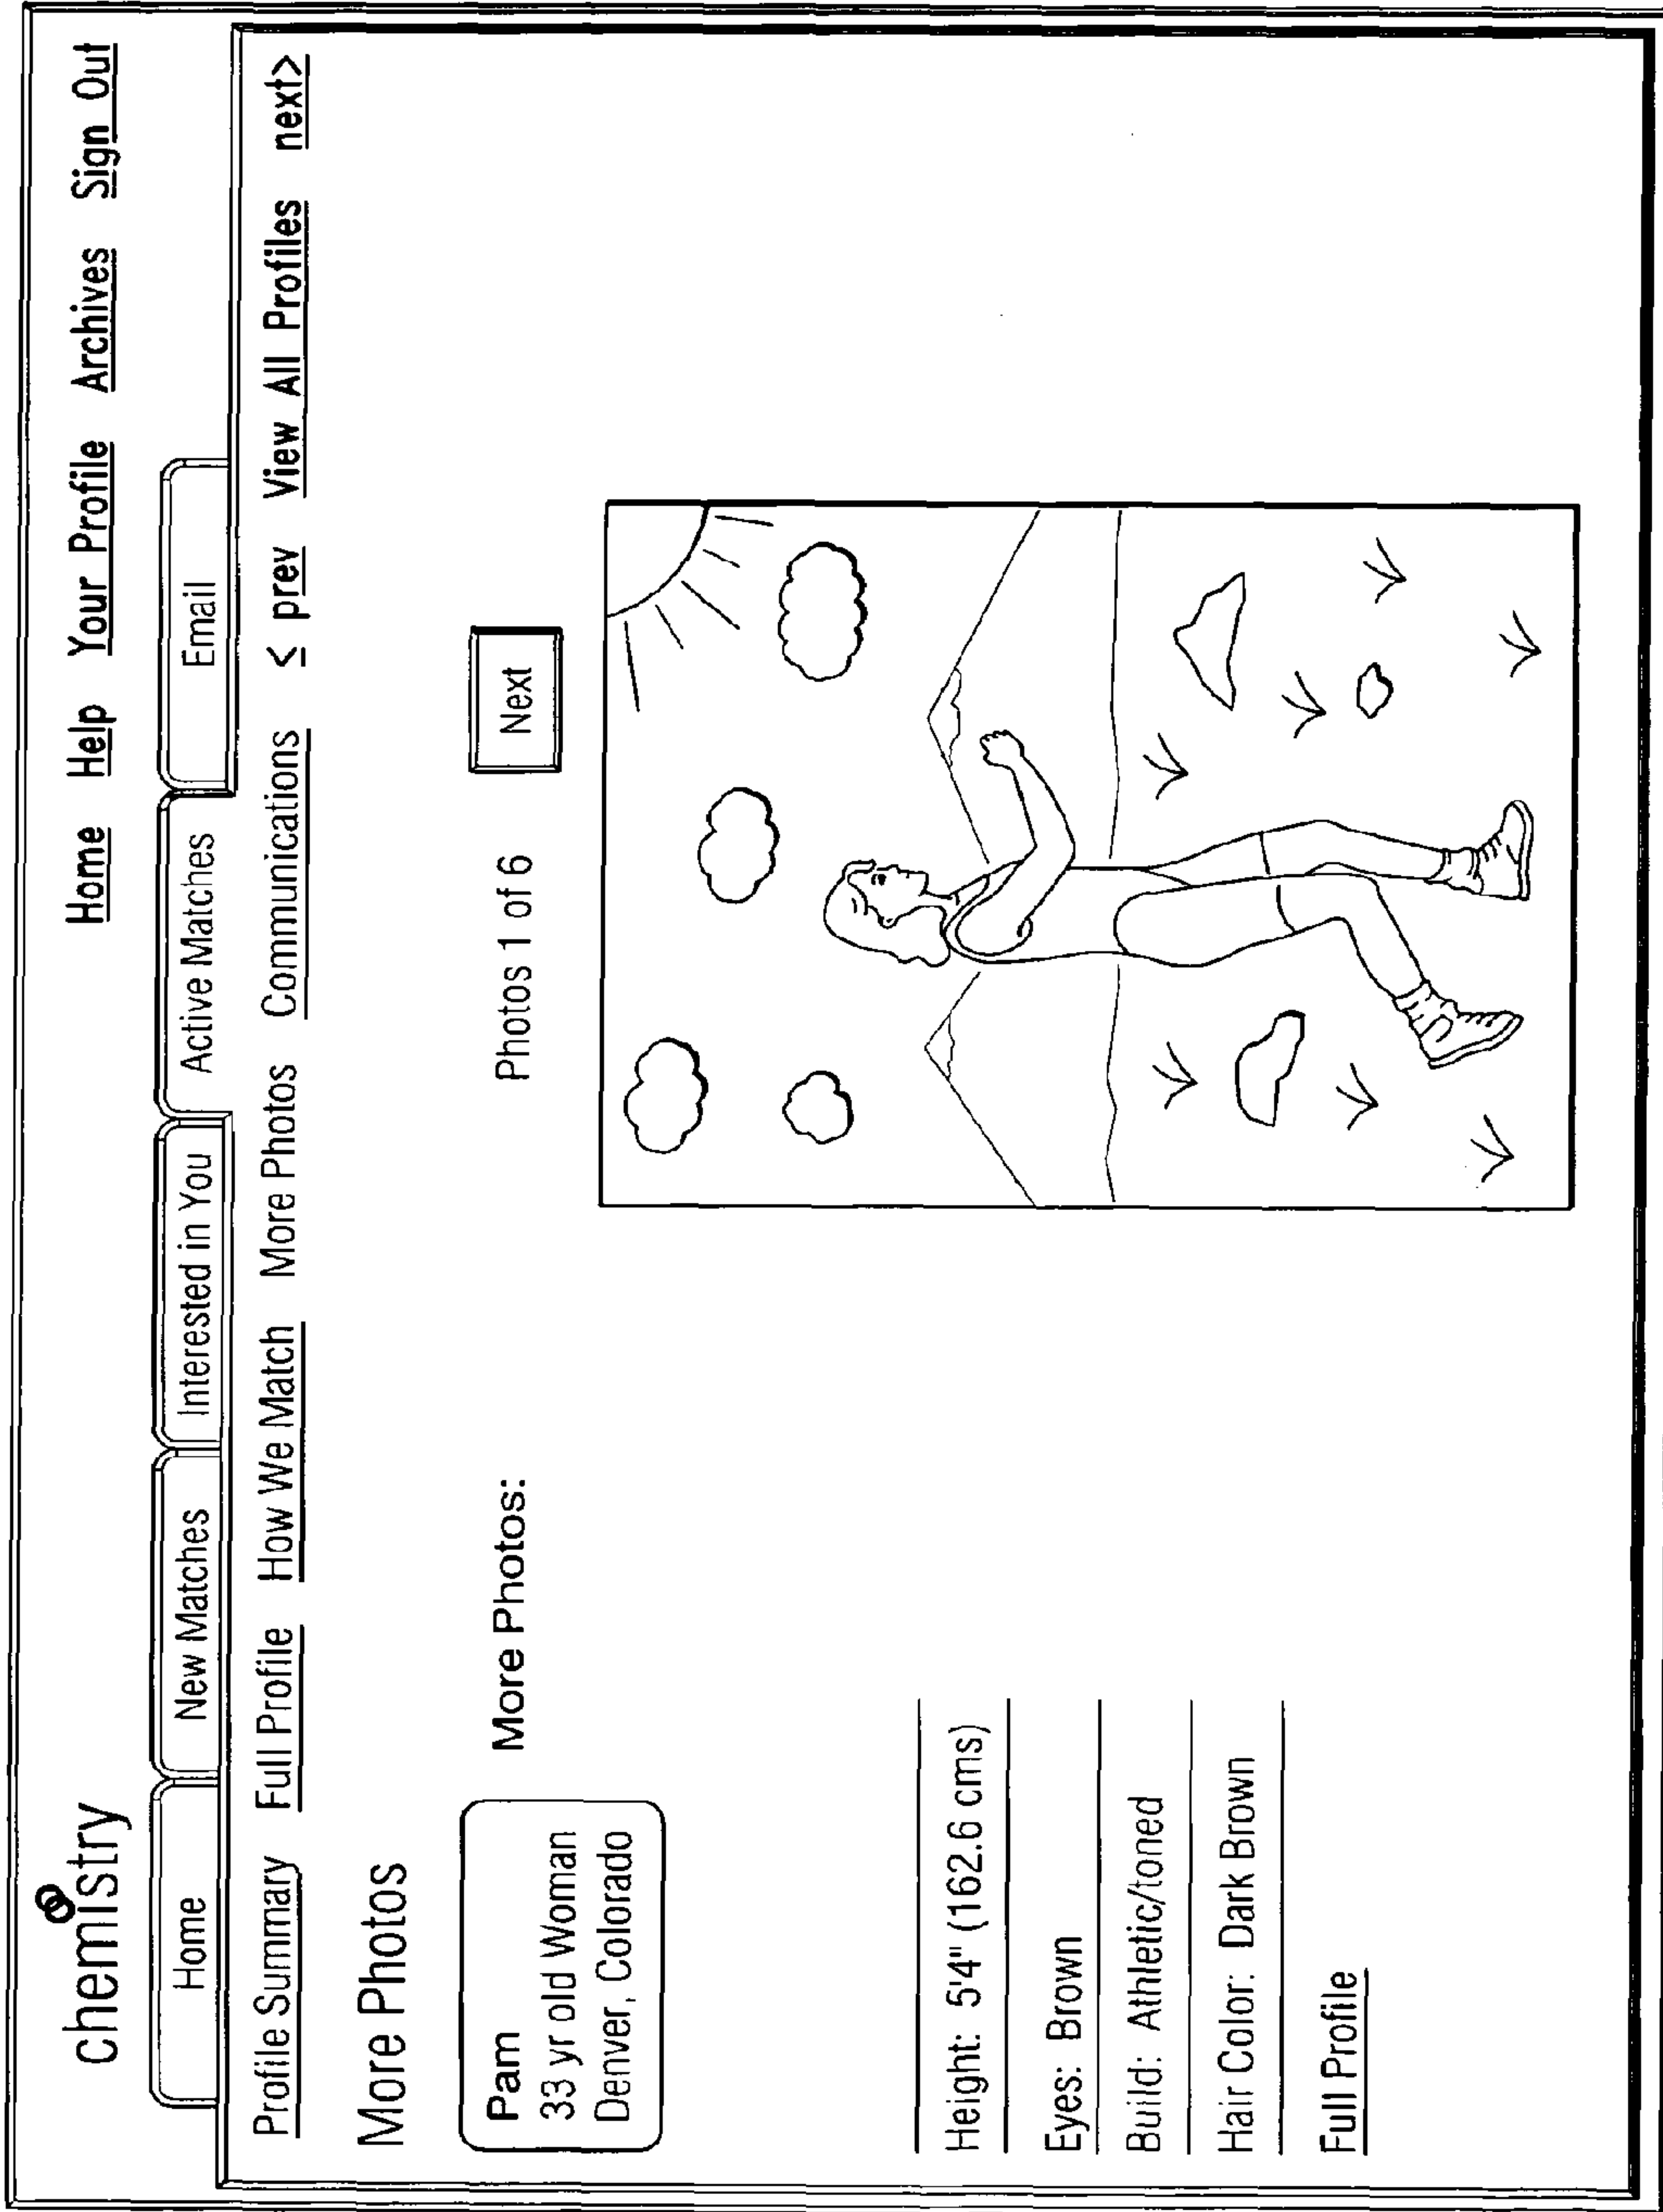 chemistry
Home Help Your Profile Archives Sign Out
Home New Matches Interested in You Active Matches Email
Profile Summary Full Profile How We Match More Photos Communications < prev View All Profiles next>
More Photos
Pam
33 yr old Woman
Denver, Colorado
More Photos:
Photos 1 of 6
Next
Height: 5'4" (162.6 cms)
Eyes: Brown
Build: Athletic/toned
Hair Color: Dark Brown
Full Profile